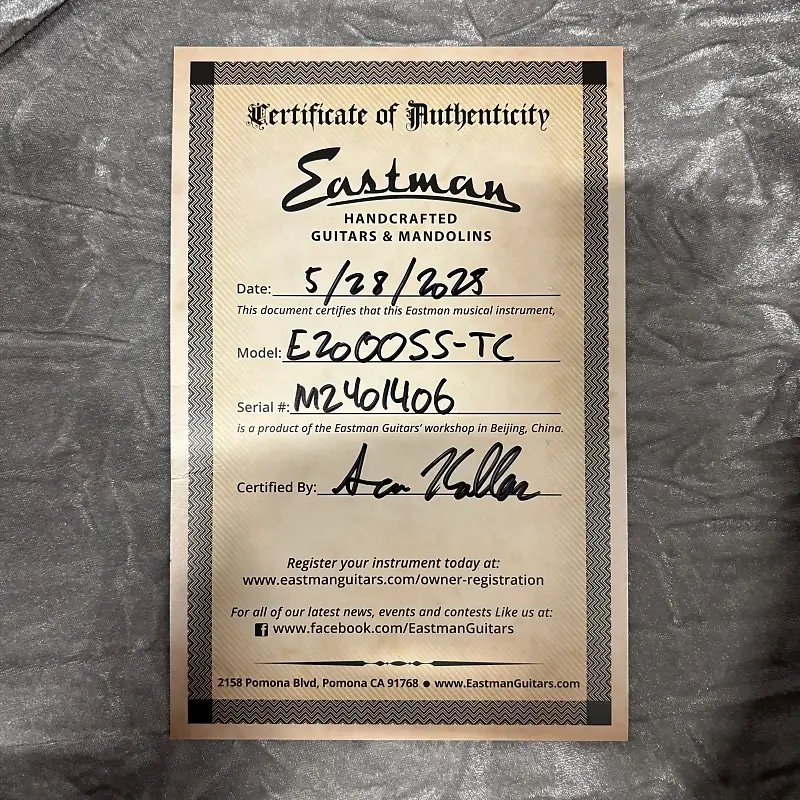 Certificate of Authenticity
Eastman
HANDCRAFTED
GUITARS & MANDOLINS
Date: 5/28/2025
This document certifies that this Eastman musical instrument,
Model: E20OOSS-TC
Serial #: M2401406
is a product of the Eastman Guitars' workshop in Beijing, China.
Certified By:
Register your instrument today at:
www.eastmanguitars.com/owner-registration
For all of our latest news, events and contests Like us at:
www.facebook.com/EastmanGuitars
2158 Pomona Blvd, Pomona CA 91768 ● www.EastmanGuitars.com